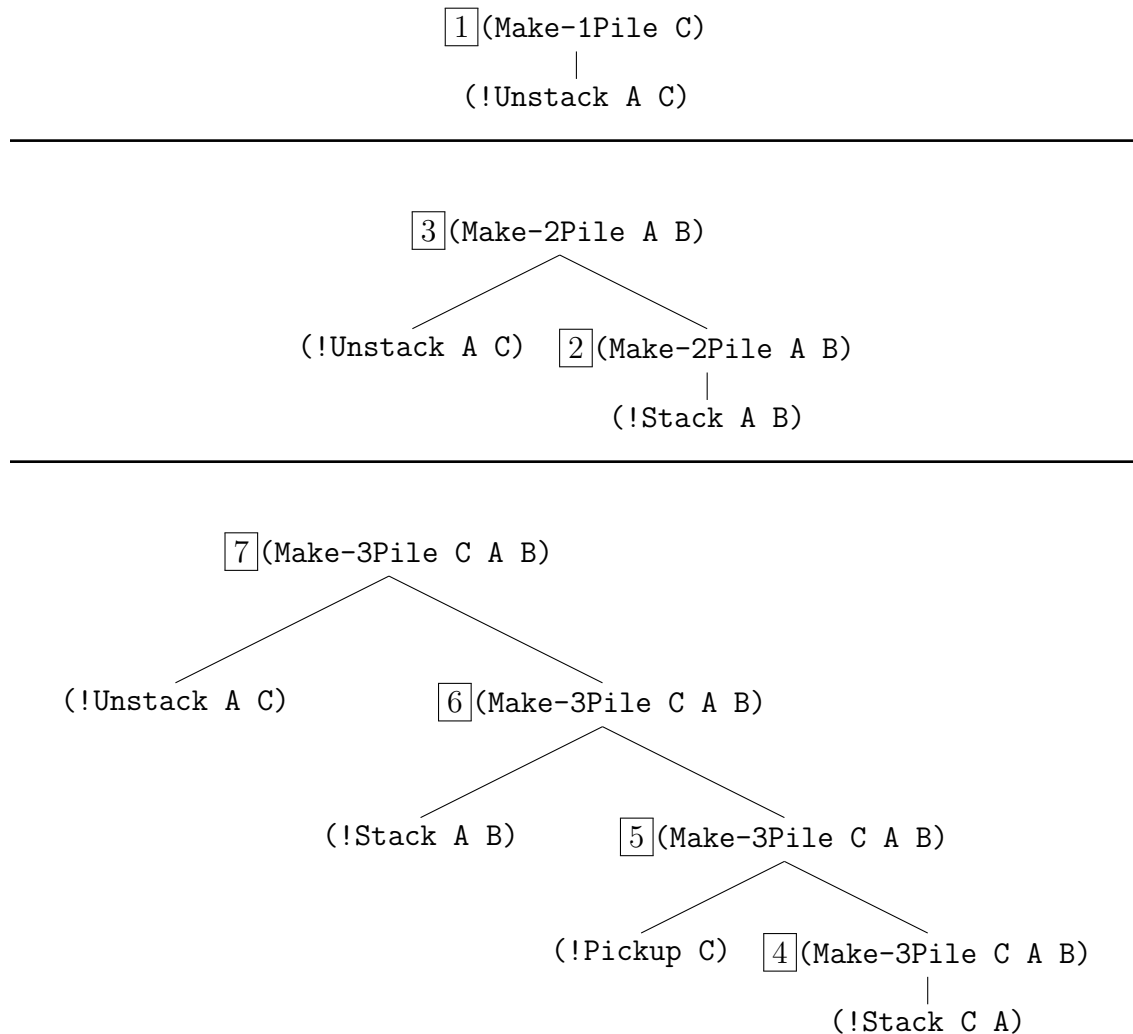 1 (Make-1Pile C)
(!Unstack A C)
3 (Make-2Pile A B)
(!Unstack A C) 2 (Make-2Pile A B)
(!Stack A B)
7 (Make-3Pile C A B)
(!Unstack A C) 6 (Make-3Pile C A B)
(!Stack A B) 5 (Make-3Pile C A B)
(!Pickup C) 4 (Make-3Pile C A B)
(!Stack C A)